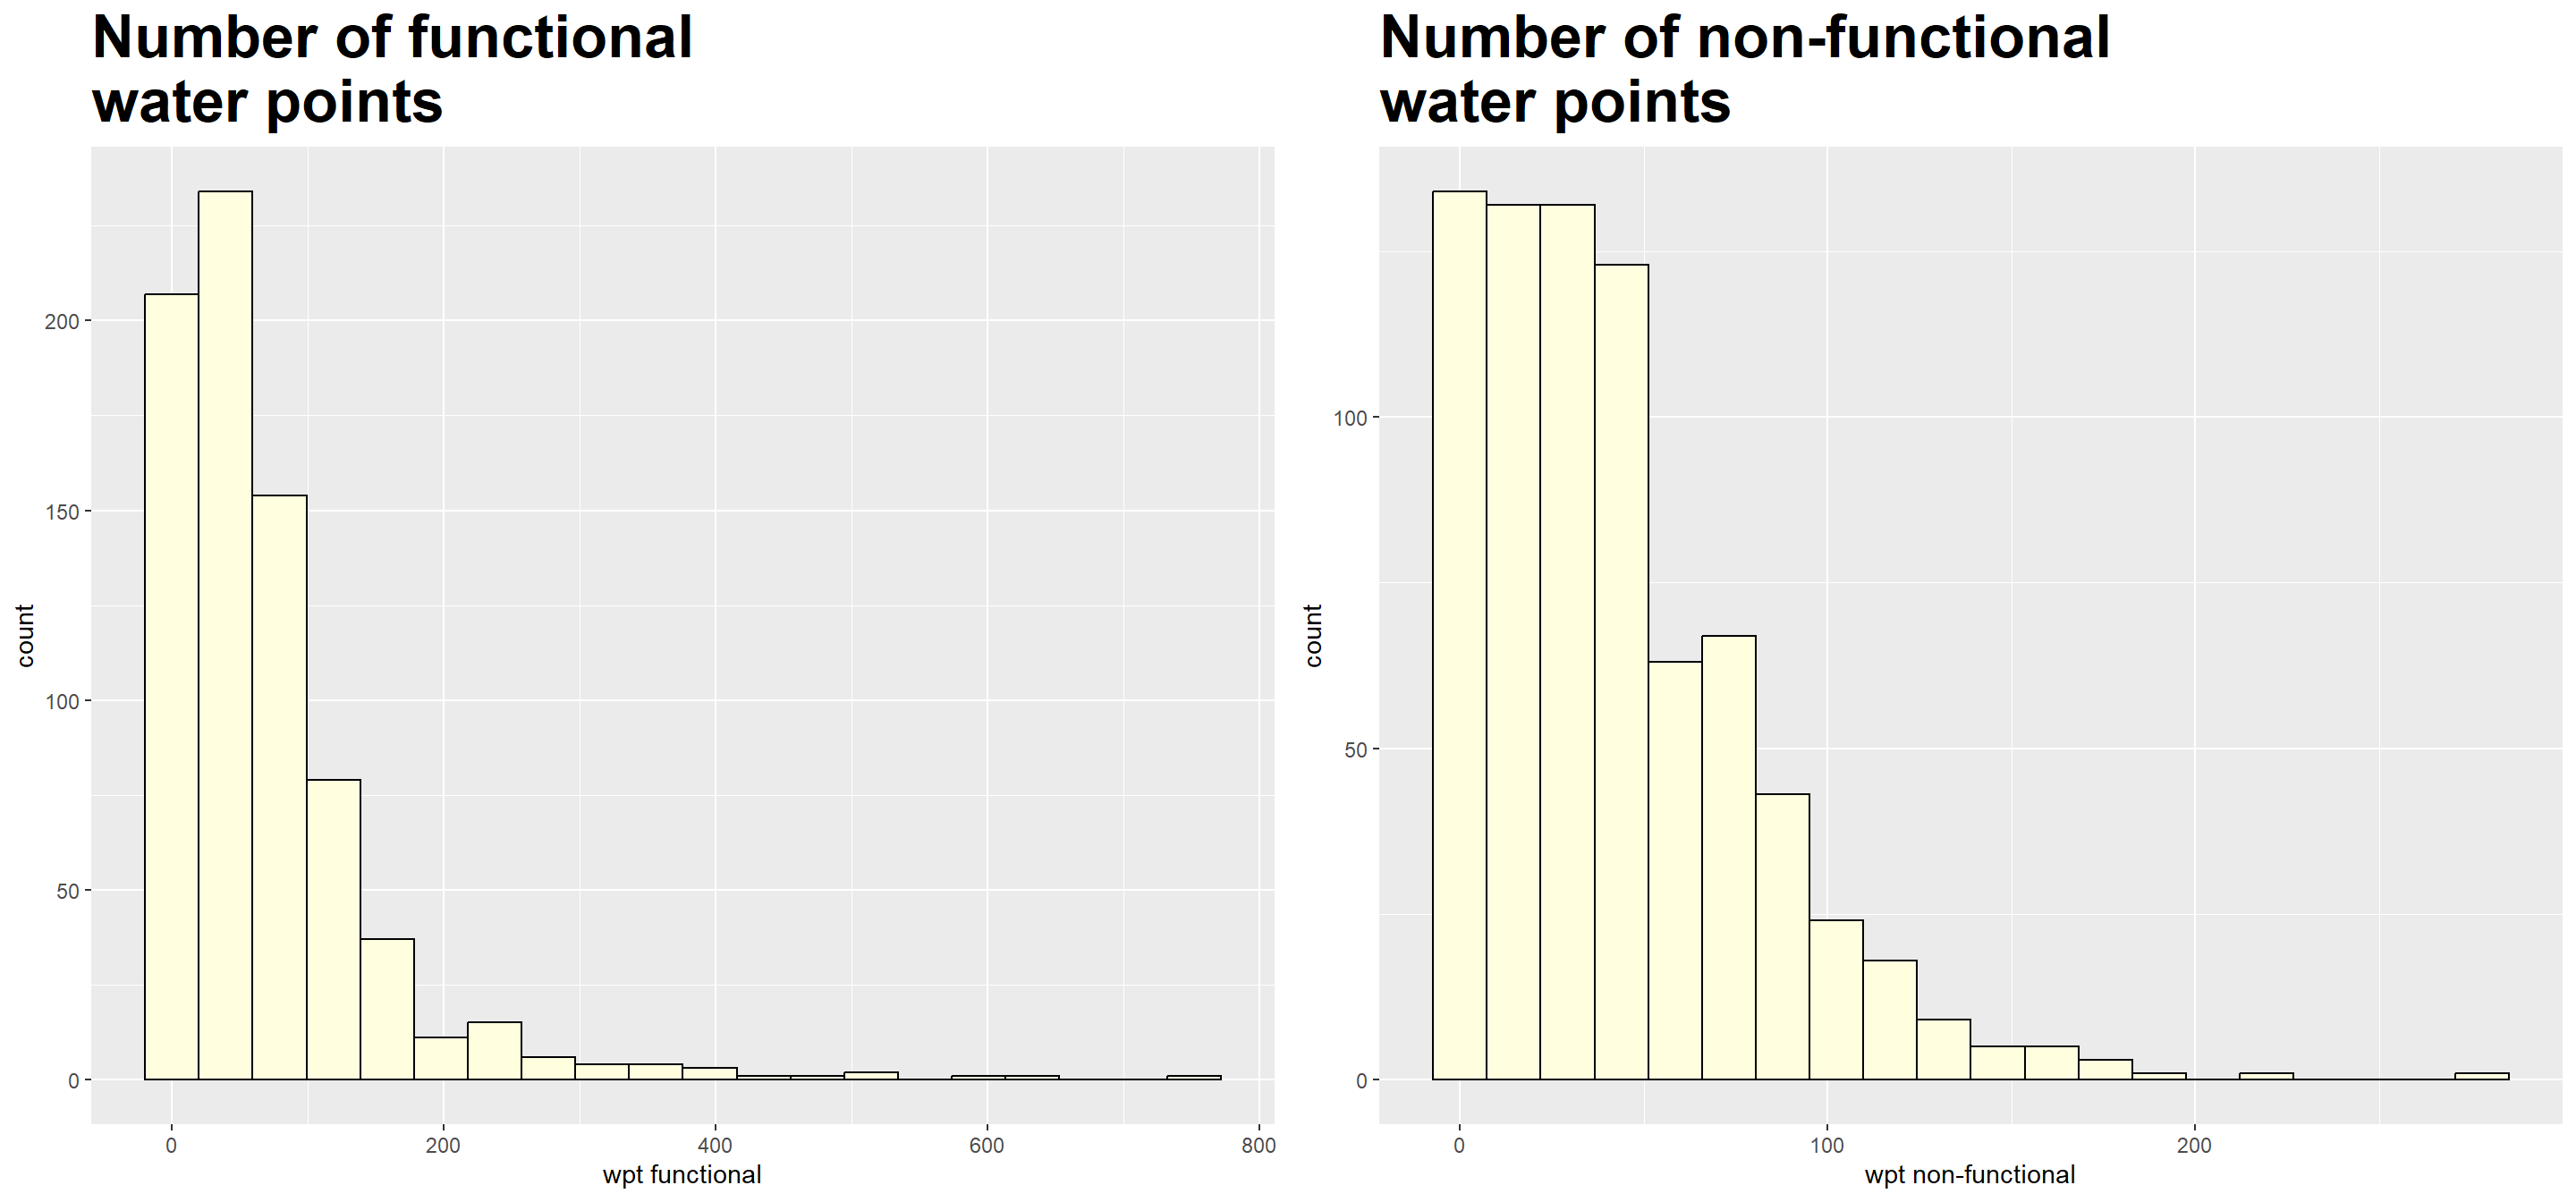 Number of functional
water points
count
200
150
100
50
0
0 200 400 600 800
wpt functional
Number of non-functional
water points
count
100
50
0
0 100 200
wpt non-functional